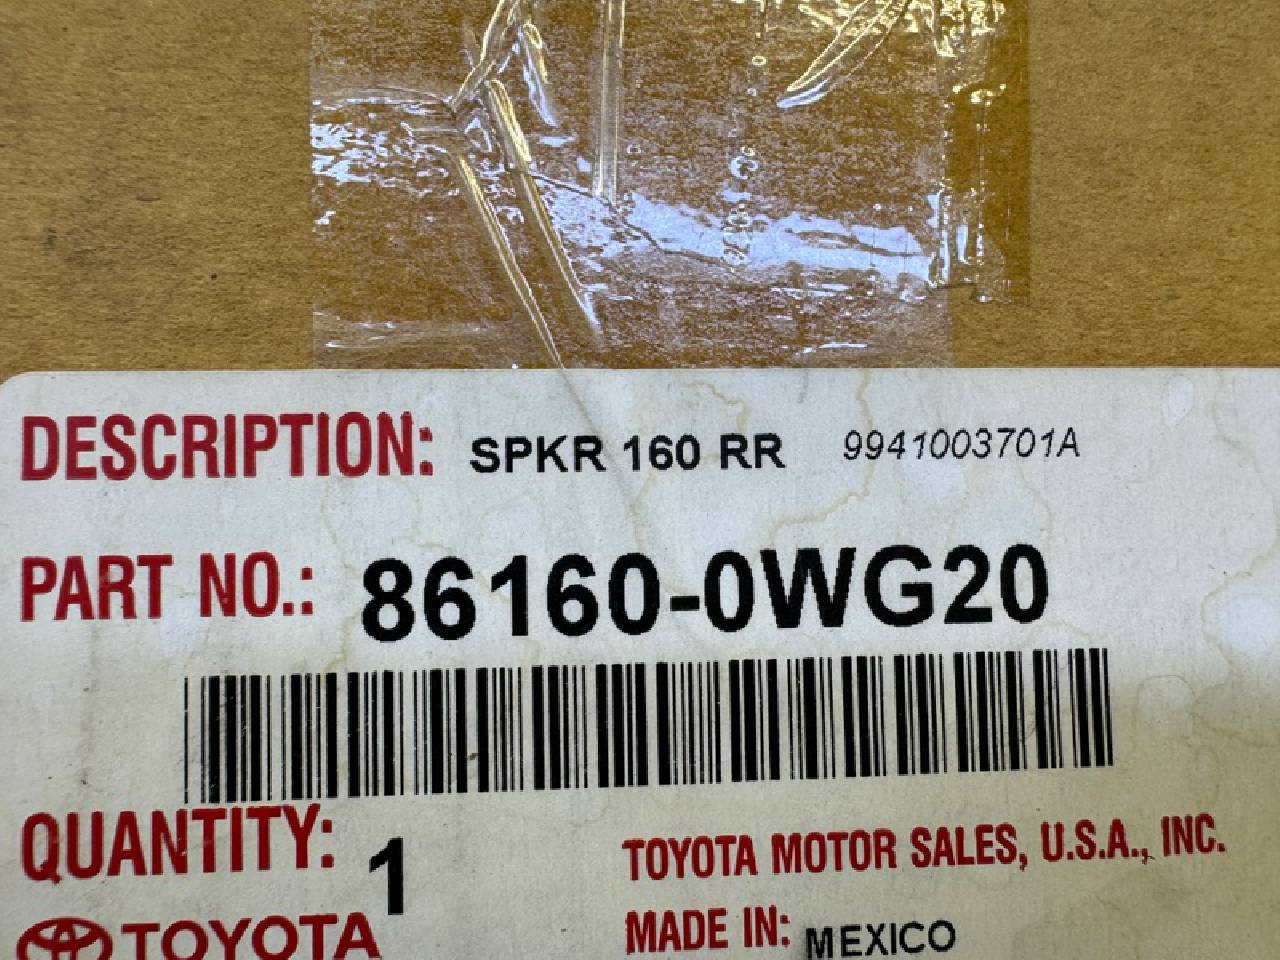 DESCRIPTION: SPKR 160 RR 9941003701A
PART NO.: 86160-0WG20
QUANTITY: 1
TOYOTA MOTOR SALES, U.S.A., INC.
TOYOTA
MADE IN: MEXICO